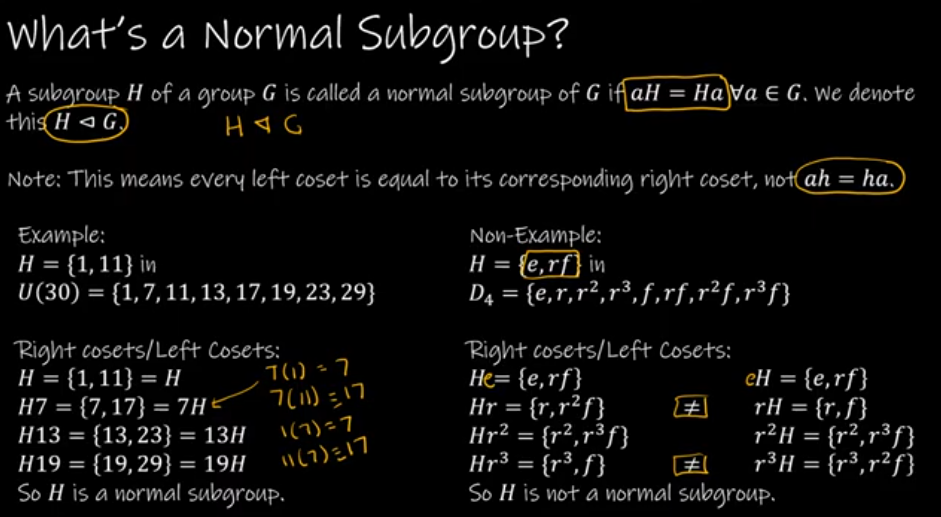 What's a Normal Subgroup?
A subgroup H of a group G is called a normal subgroup of G if aH = Ha ∀a ∈ G. We denote
this H ⊲ G.
H ⊲ G
Note: This means every left coset is equal to its corresponding right coset, not ah = ha.
Example:
H = {1, 11} in
U(30) = {1, 7, 11, 13, 17, 19, 23, 29}
Right cosets/Left Cosets:
H = {1, 11} = H
H7 = {7, 17} = 7H
H13 = {13, 23} = 13H
H19 = {19, 29} = 19H
So H is a normal subgroup.
7(1) = 7
7(11) ≡ 17
1(7) = 7
11(7) ≡ 17
Non-Example:
H = {e, rf} in
D₄ = {e, r, r², r³, f, rf, r²f, r³f}
Right cosets/Left Cosets:
He = {e, rf} eH = {e, rf}
Hr = {r, r²f} ≠ rH = {r, f}
Hr² = {r², r³f} r²H = {r², r³f}
Hr³ = {r³, f} ≠ r³H = {r³, r²f}
So H is not a normal subgroup.